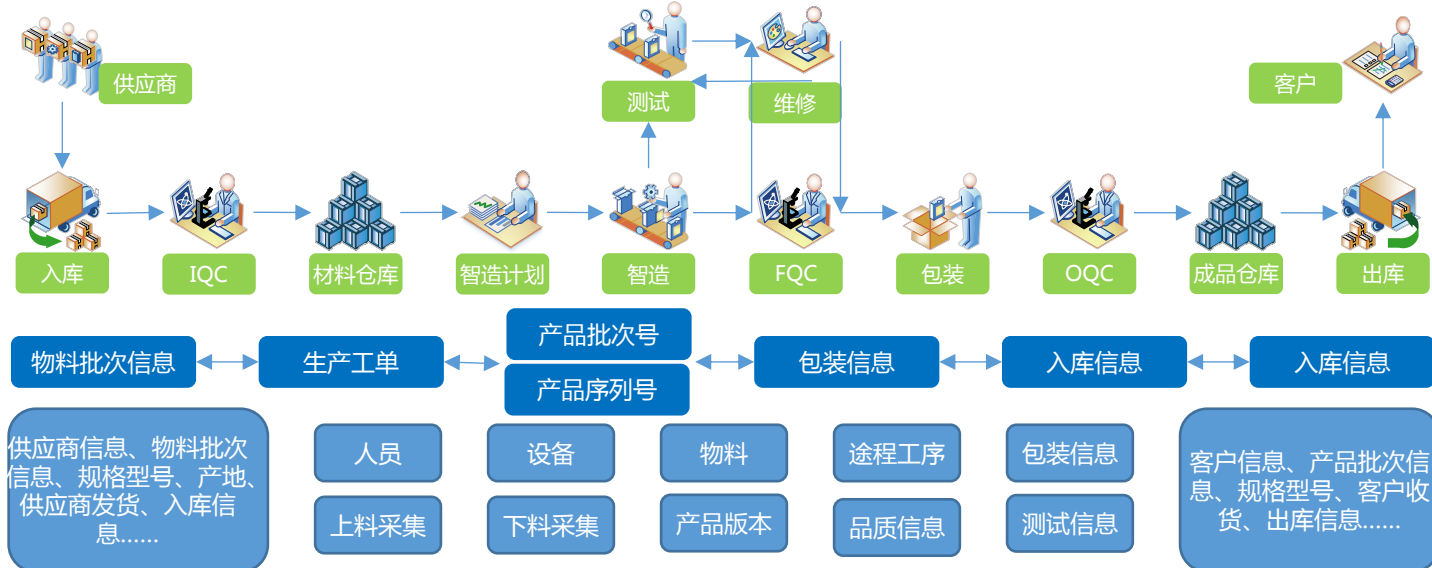 供应商
测试
维修
客户
入库
IQC
材料仓库
智造计划
智造
FQC
包装
OQC
成品仓库
出库
物料批次信息
生产工单
产品批次号
产品序列号
包装信息
入库信息
入库信息
供应商信息、物料批次
信息、规格型号、产地、
供应商发货、入库信
息......
人员
设备
物料
途程工序
包装信息
上料采集
下料采集
产品版本
品质信息
测试信息
客户信息、产品批次信
息、规格型号、客户收
货、出库信息......